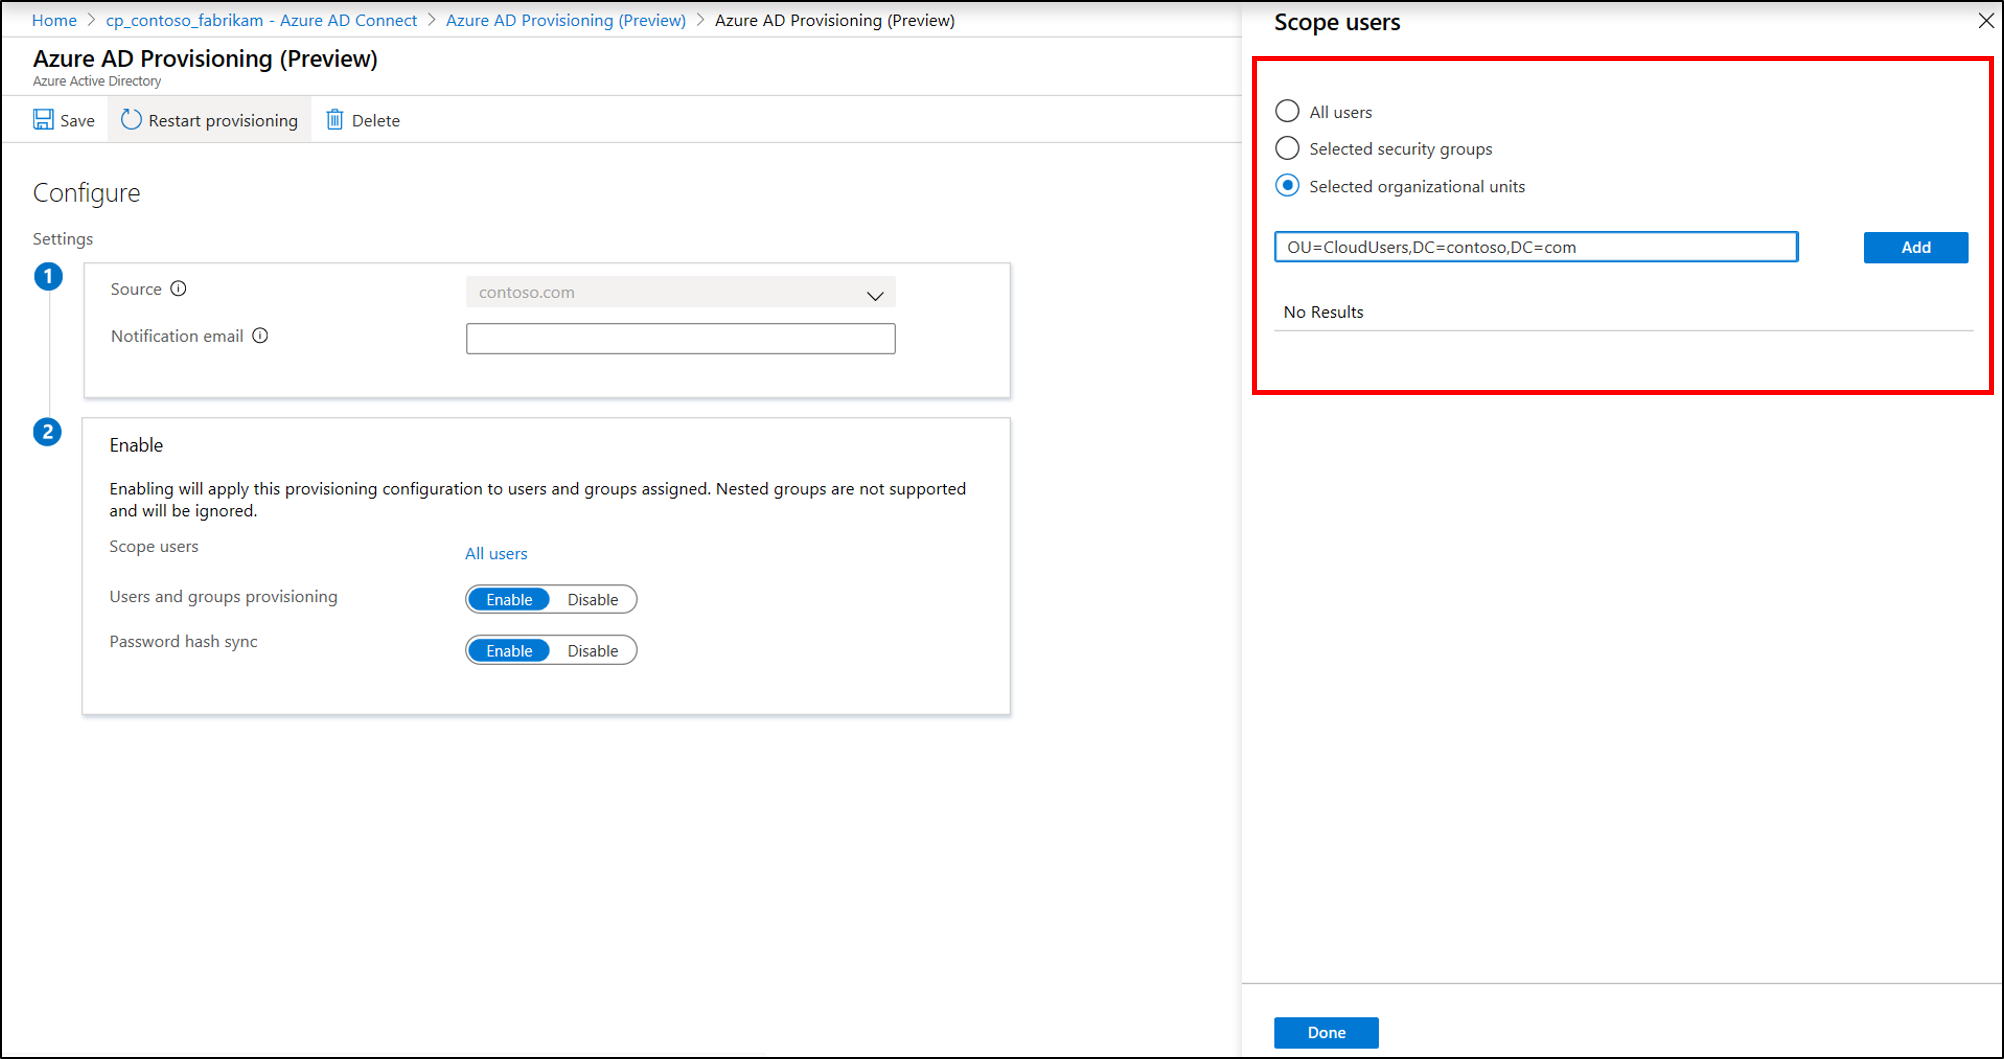 Home > cp_contoso_fabrikam - Azure AD Connect > Azure AD Provisioning (Preview) > Azure AD Provisioning (Preview)
Azure AD Provisioning (Preview)
Azure Active Directory
Save
Restart provisioning
Delete
Configure
Settings
1
Source
contoso.com
Notification email
2
Enable
Enabling will apply this provisioning configuration to users and groups assigned. Nested groups are not supported
and will be ignored.
Scope users
All users
Users and groups provisioning
Enable Disable
Password hash sync
Enable Disable
Scope users
All users
Selected security groups
Selected organizational units
OU=CloudUsers,DC=contoso,DC=com
Add
No Results
Done